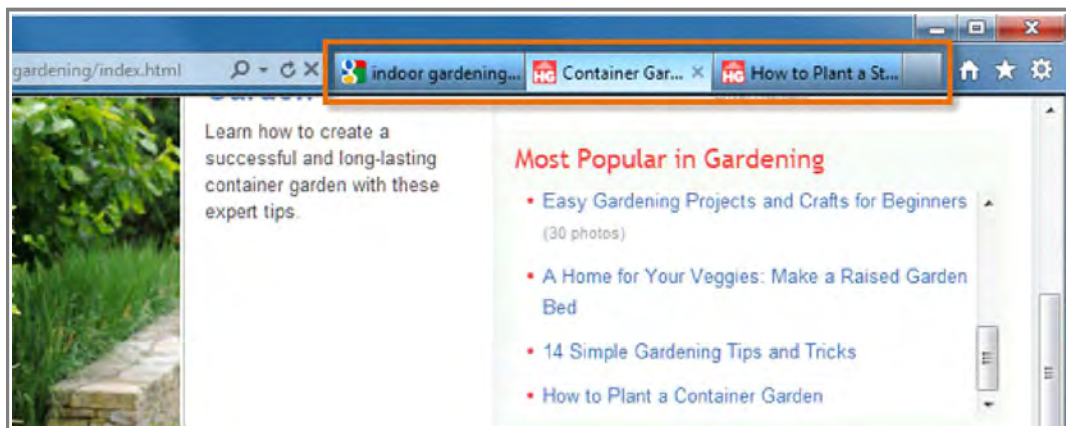 gardening/index.html
indoor gardening...
HG Container Gar...
HG How to Plant a St...
Learn how to create a
successful and long-lasting
container garden with these
expert tips.
Most Popular in Gardening
• Easy Gardening Projects and Crafts for Beginners
(30 photos)
• A Home for Your Veggies: Make a Raised Garden
Bed
• 14 Simple Gardening Tips and Tricks
• How to Plant a Container Garden